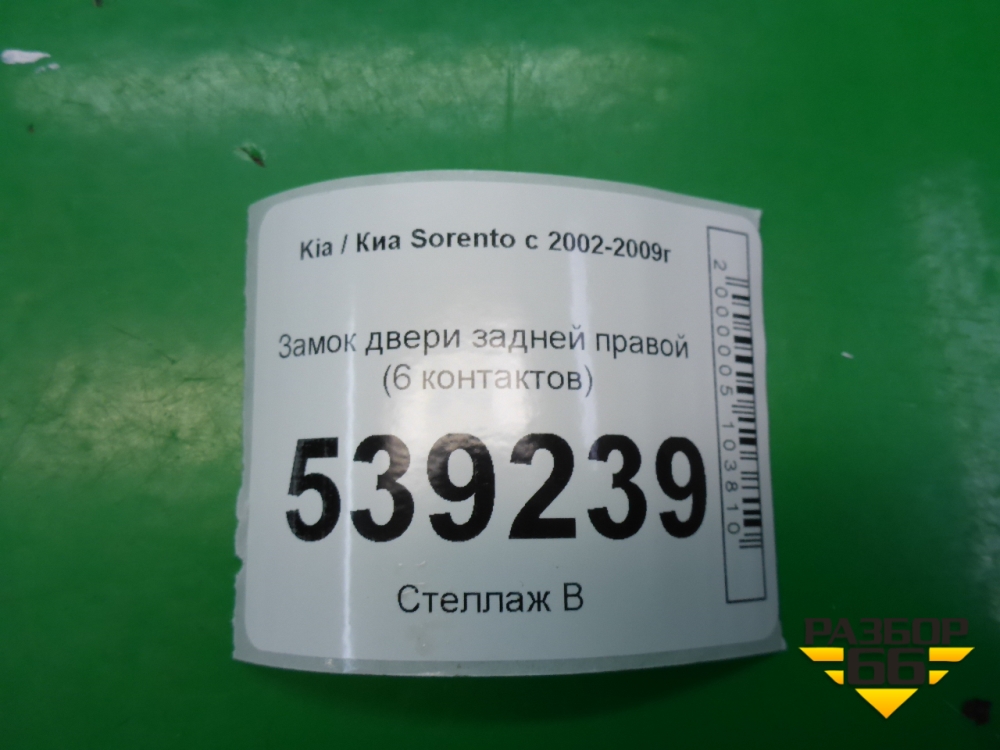 Kia / Киа Sorento с 2002-2009г
Замок двери задней правой
(6 контактов)
539239
Стеллаж В
2000005103810
РАЗБОР
66